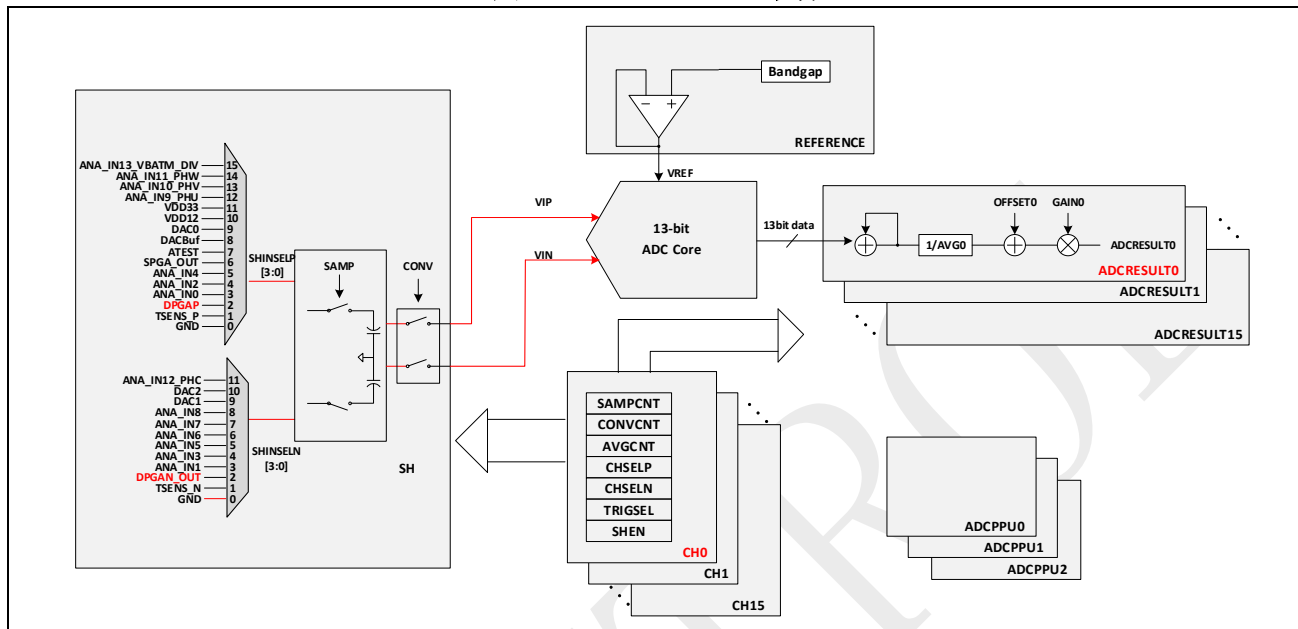 Bandgap
REFERENCE
VREF
ANA_IN13_VBATM_DIV 15
ANA_IN11_PHW 14
ANA_IN10_PHV 13
ANA_IN9_PHU 12
VDD33 11
VDD12 10
DAC0 9
DACBuf 8
ATEST 7
SPGA_OUT 6
ANA_IN4 5
ANA_IN2 4
ANA_IN0 3
DPGAP 2
TSENS_P 1
GND 0
SHINSELP
[3:0]
SAMP
CONV
ANA_IN12_PHC 11
DAC2 10
DAC1 9
ANA_IN8 8
ANA_IN7 7
ANA_IN6 6
ANA_IN5 5
ANA_IN3 4
ANA_IN1 3
DPGAN_OUT 2
TSENS_N 1
GND 0
SHINSELN
[3:0]
SH
VIP
VIN
13-bit
ADC Core
13bit data
1/AVG0
OFFSET0
GAIN0
ADCRESULT0
ADCRESULT0
ADCRESULT1
ADCRESULT15
SAMPCNT
CONVCNT
AVGCNT
CHSELP
CHSELN
TRIGSEL
SHEN
CH0
CH1
CH15
ADCPPU0
ADCPPU1
ADCPPU2